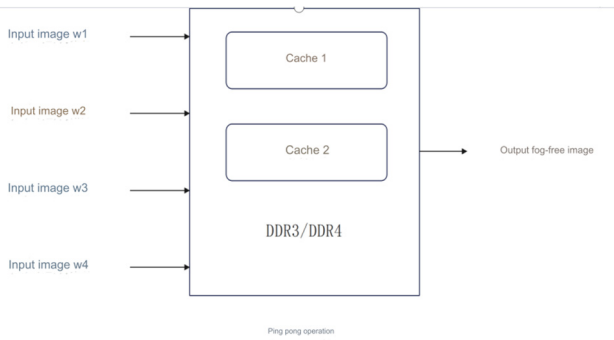 Input image w1
Cache 1
Input image w2
Cache 2
Output fog-free image
Input image w3
DDR3/DDR4
Input image w4
Ping pong operation